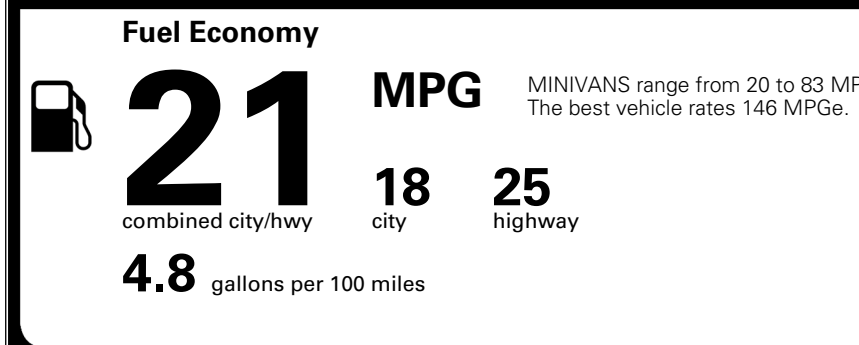 Fuel Economy
21 MPG
MINIVANS range from 20 to 83
The best vehicle rates 146 MPGe.
18 25
combined city/hwy city highway
4.8 gallons per 100 miles